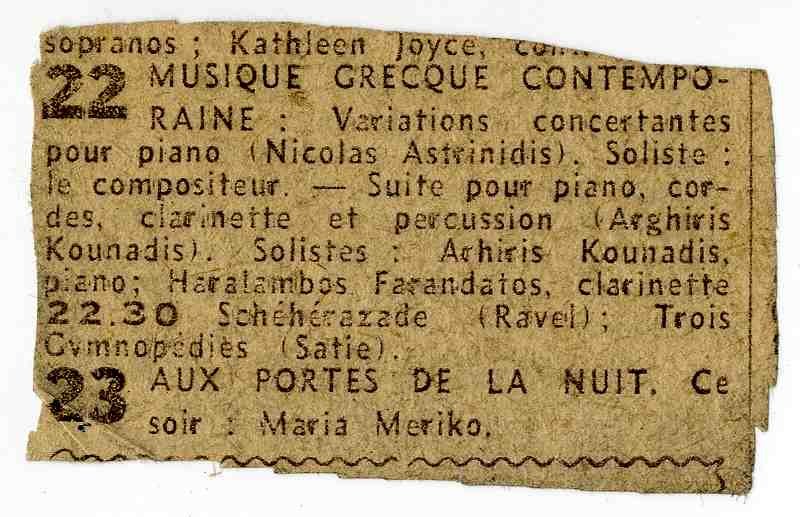 sopranos ; Kathleen Joyce,
22 MUSIQUE GRECQUE CONTEMPO-
RAINE : Variations concertantes
pour piano (Nicolas Astrinidis). Soliste :
le compositeur. — Suite pour piano, cor-
des, clarinette et percussion (Arghiris
Kounadis). Solistes : Arhiris Kounadis,
piano; Haralambos Farandatos, clarinette
22.30 Schéhérazade (Ravel); Trois
Gymnopédies (Satie).
23 AUX PORTES DE LA NUIT. Ce
soir : Maria Meriko.